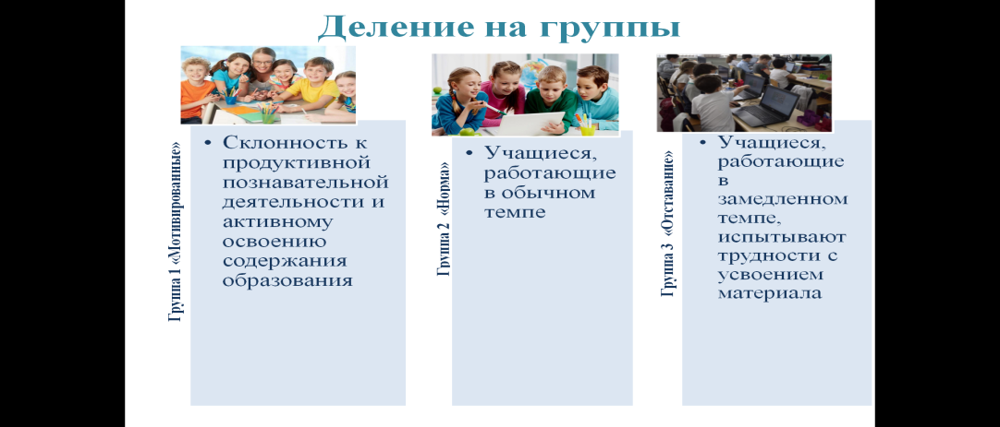 Деление на группы
Группа 1 «Мотивированные»
• Склонность к
продуктивной
познавательной
деятельности и
активному
освоению
содержания
образования
Группа 2 «Норма»
• Учащиеся,
работающие
в обычном
темпе
Группа 3 «Отставание»
• Учащиеся,
работающие
в
замедленном
темпе,
испытывают
трудности с
усвоением
материала